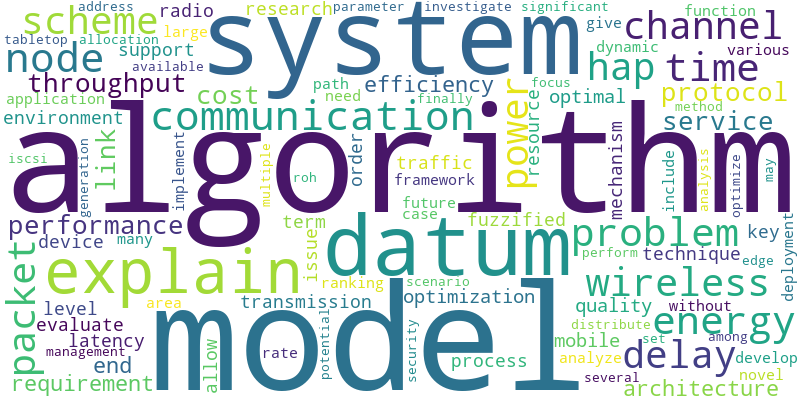 algorithm
model
system
datum
explain
communication
wireless
problem
channel
time
energy
delay
power
node
scheme
packet
hap
throughput
performance
protocol
service
efficiency
cost
link
requirement
architecture
address
radio
research
parameter
investigate
significant
function
tabletop
allocation
large
support
available
give
dynamic
various
application
environment
path
need
focus
finally
optimal
resource
method
iscsi
generation
implement
multiple
roh
order
traffic
framework
mechanism
include
analysis
optimize
may
device
many
term
issue
future
case
fuzzified
key
technique
perform
edge
deployment
level
evaluate
latency
management
end
area
allow
transmission
rate
ranking
potential
scenario
optimization
security
process
quality
distribute
set
without
among
mobile
analyze
several
develop
novel